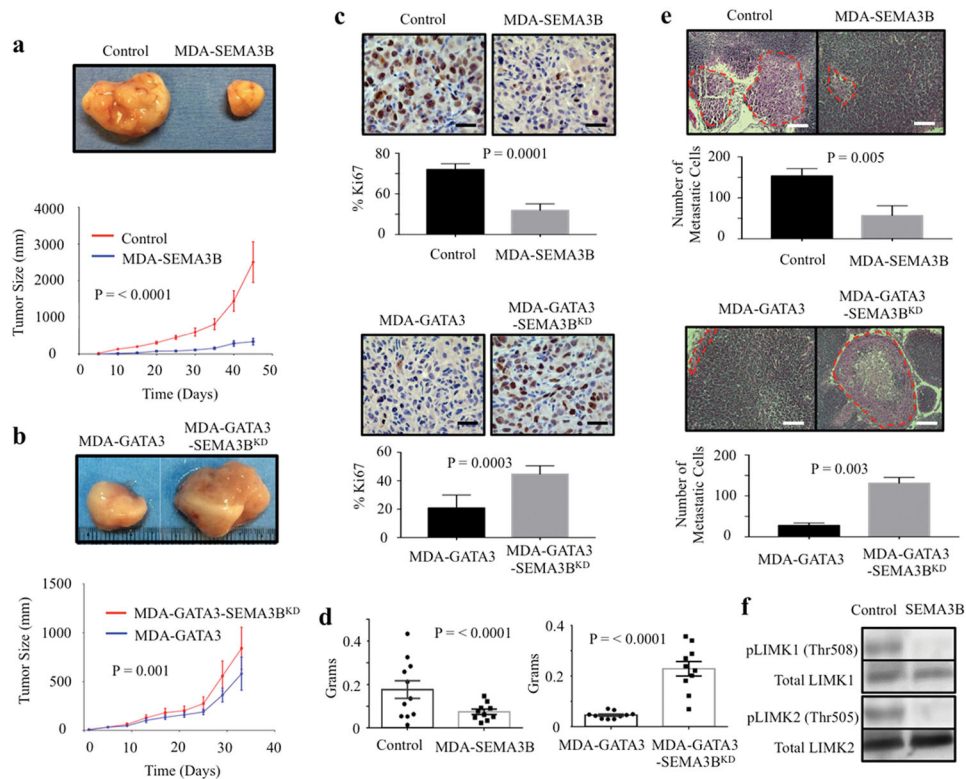 a
Control MDA-SEMA3B
4000
3000
2000
1000
0
Tumor Size (mm)
Control
MDA-SEMA3B
P = < 0.0001
0 10 20 30 40 50
Time (Days)
b
MDA-GATA3
MDA-GATA3
-SEMA3B^KD
1500
1000
500
0
Tumor Size (mm)
MDA-GATA3-SEMA3B^KD
MDA-GATA3
P = 0.001
0 10 20 30 40
Time (Days)
c
Control MDA-SEMA3B
80
60
0
% Ki67
P = 0.0001
Control MDA-SEMA3B
MDA-GATA3
MDA-GATA3
-SEMA3B^KD
60
40
20
0
% Ki67
P = 0.0003
MDA-GATA3
MDA-GATA3
-SEMA3B^KD
d
0.4
0.2
0
Grams
P = < 0.0001
Control MDA-SEMA3B
0.4
0.2
0
Grams
P = < 0.0001
MDA-GATA3
MDA-GATA3
-SEMA3B^KD
e
Control MDA-SEMA3B
200
100
0
Number of
Metastatic Cells
P = 0.005
Control MDA-SEMA3B
MDA-GATA3
MDA-GATA3
-SEMA3B^KD
200
100
0
Number of
Metastatic Cells
P = 0.003
MDA-GATA3
MDA-GATA3
-SEMA3B^KD
f
Control SEMA3B
pLIMK1 (Thr508)
Total LIMK1
pLIMK2 (Thr505)
Total LIMK2